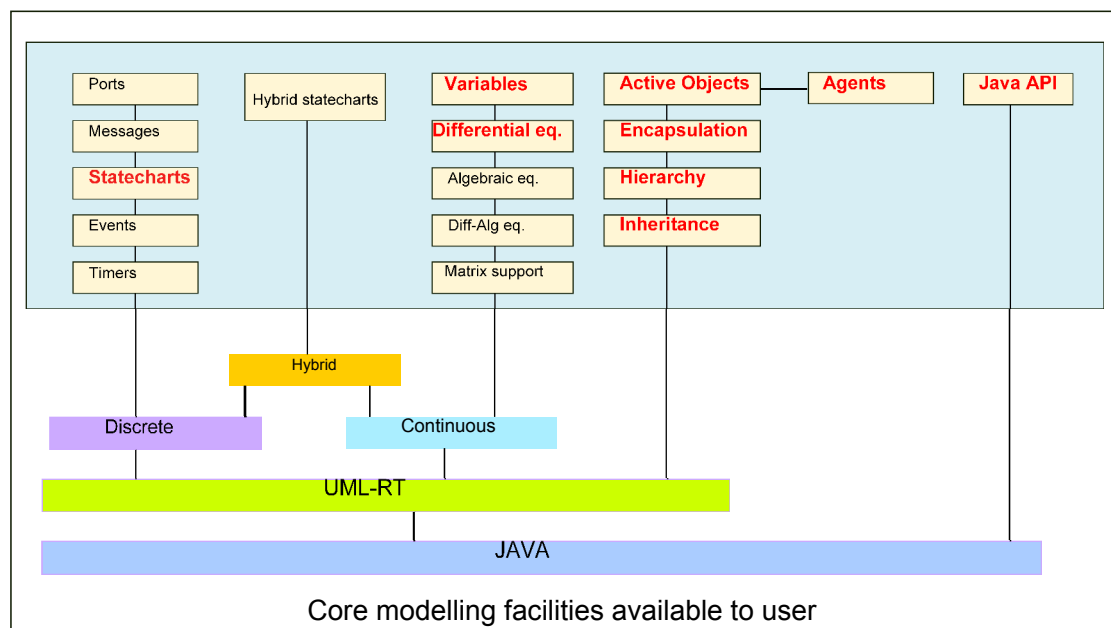 Ports
Messages
Statecharts
Events
Timers
Hybrid statecharts
Variables
Differential eq.
Algebraic eq.
Diff-Alg eq.
Matrix support
Active Objects
Encapsulation
Hierarchy
Inheritance
Agents
Java API
Hybrid
Discrete
Continuous
UML-RT
JAVA
Core modelling facilities available to user